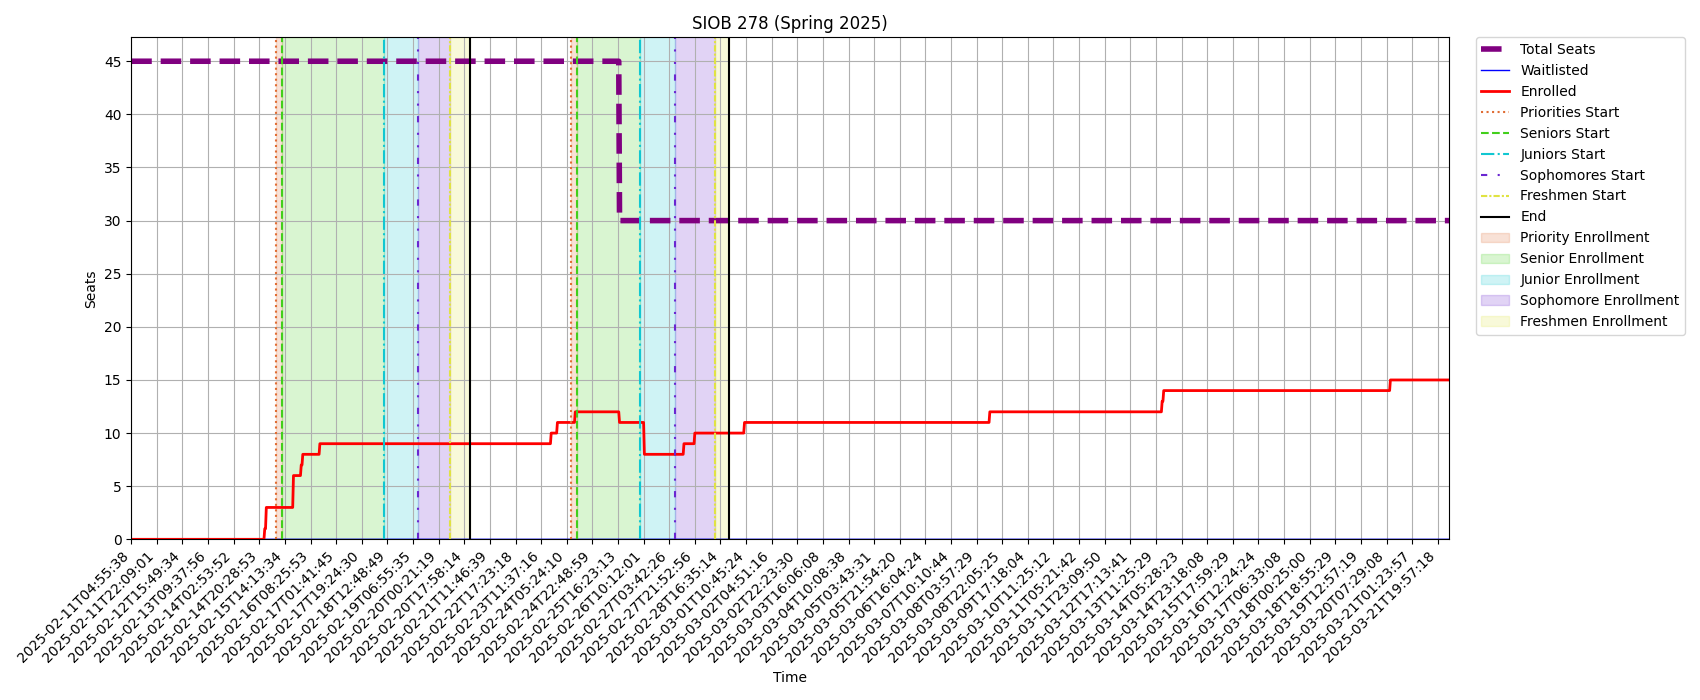 SIOB 278 (Spring 2025)
Seats
45
40
35
30
25
20
15
10
5
0
2025-02-11T04:55:38
2025-02-11T22:09:01
2025-02-12T15:49:34
2025-02-13T09:37:56
2025-02-14T02:53:52
2025-02-14T20:28:53
2025-02-15T14:13:34
2025-02-16T08:25:53
2025-02-17T01:41:45
2025-02-17T19:24:30
2025-02-18T12:48:49
2025-02-19T06:55:35
2025-02-20T00:21:19
2025-02-20T17:58:14
2025-02-21T11:46:39
2025-02-22T17:23:18
2025-02-23T11:37:16
2025-02-24T05:24:10
2025-02-24T22:48:59
2025-02-25T16:23:13
2025-02-26T10:12:01
2025-02-27T03:42:26
2025-02-27T21:52:56
2025-02-28T16:35:14
2025-03-01T10:45:24
2025-03-02T04:51:16
2025-03-02T22:23:30
2025-03-03T16:06:08
2025-03-04T10:08:38
2025-03-05T03:43:31
2025-03-05T21:54:20
2025-03-06T16:04:24
2025-03-07T10:10:44
2025-03-08T03:57:29
2025-03-08T22:05:25
2025-03-09T17:18:04
2025-03-10T11:25:12
2025-03-11T05:21:42
2025-03-11T23:09:50
2025-03-12T17:13:41
2025-03-13T11:25:29
2025-03-14T05:28:23
2025-03-14T23:18:08
2025-03-15T17:59:29
2025-03-16T12:24:24
2025-03-17T06:33:08
2025-03-18T00:25:00
2025-03-18T18:55:29
2025-03-19T12:57:19
2025-03-20T07:29:08
2025-03-21T01:23:57
2025-03-21T19:57:18
Time
Total Seats
Waitlisted
Enrolled
Priorities Start
Seniors Start
Juniors Start
Sophomores Start
Freshmen Start
End
Priority Enrollment
Senior Enrollment
Junior Enrollment
Sophomore Enrollment
Freshmen Enrollment